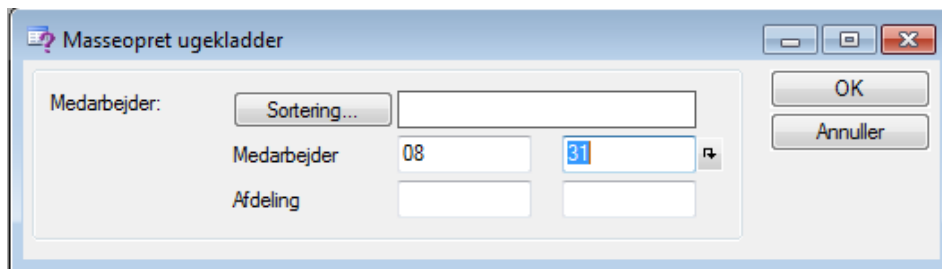 Masseopret ugekladder
Medarbejder: Sortering... OK
Medarbejder 08 31 Annuller
Afdeling